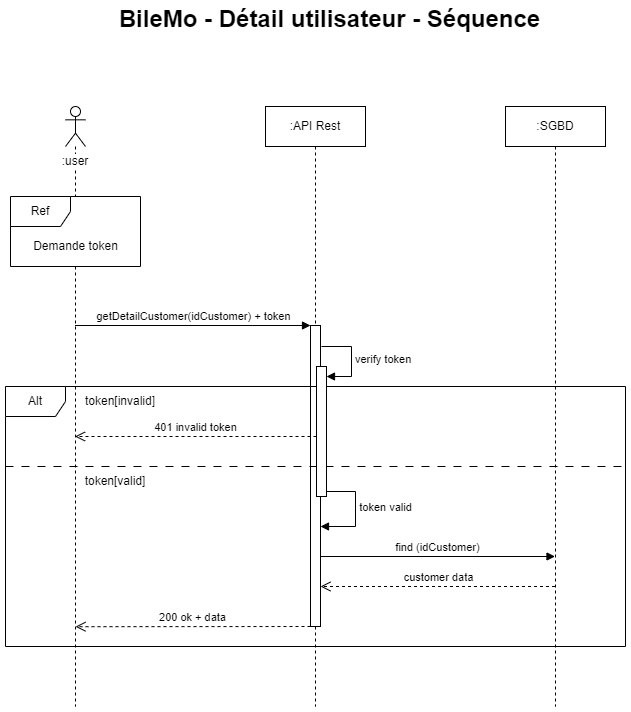 BileMo - Détail utilisateur - Séquence
:user
:API Rest
:SGBD
Ref
Demande token
getDetailCustomer(idCustomer) + token
verify token
Alt
token[invalid]
401 invalid token
token[valid]
token valid
find (idCustomer)
customer data
200 ok + data